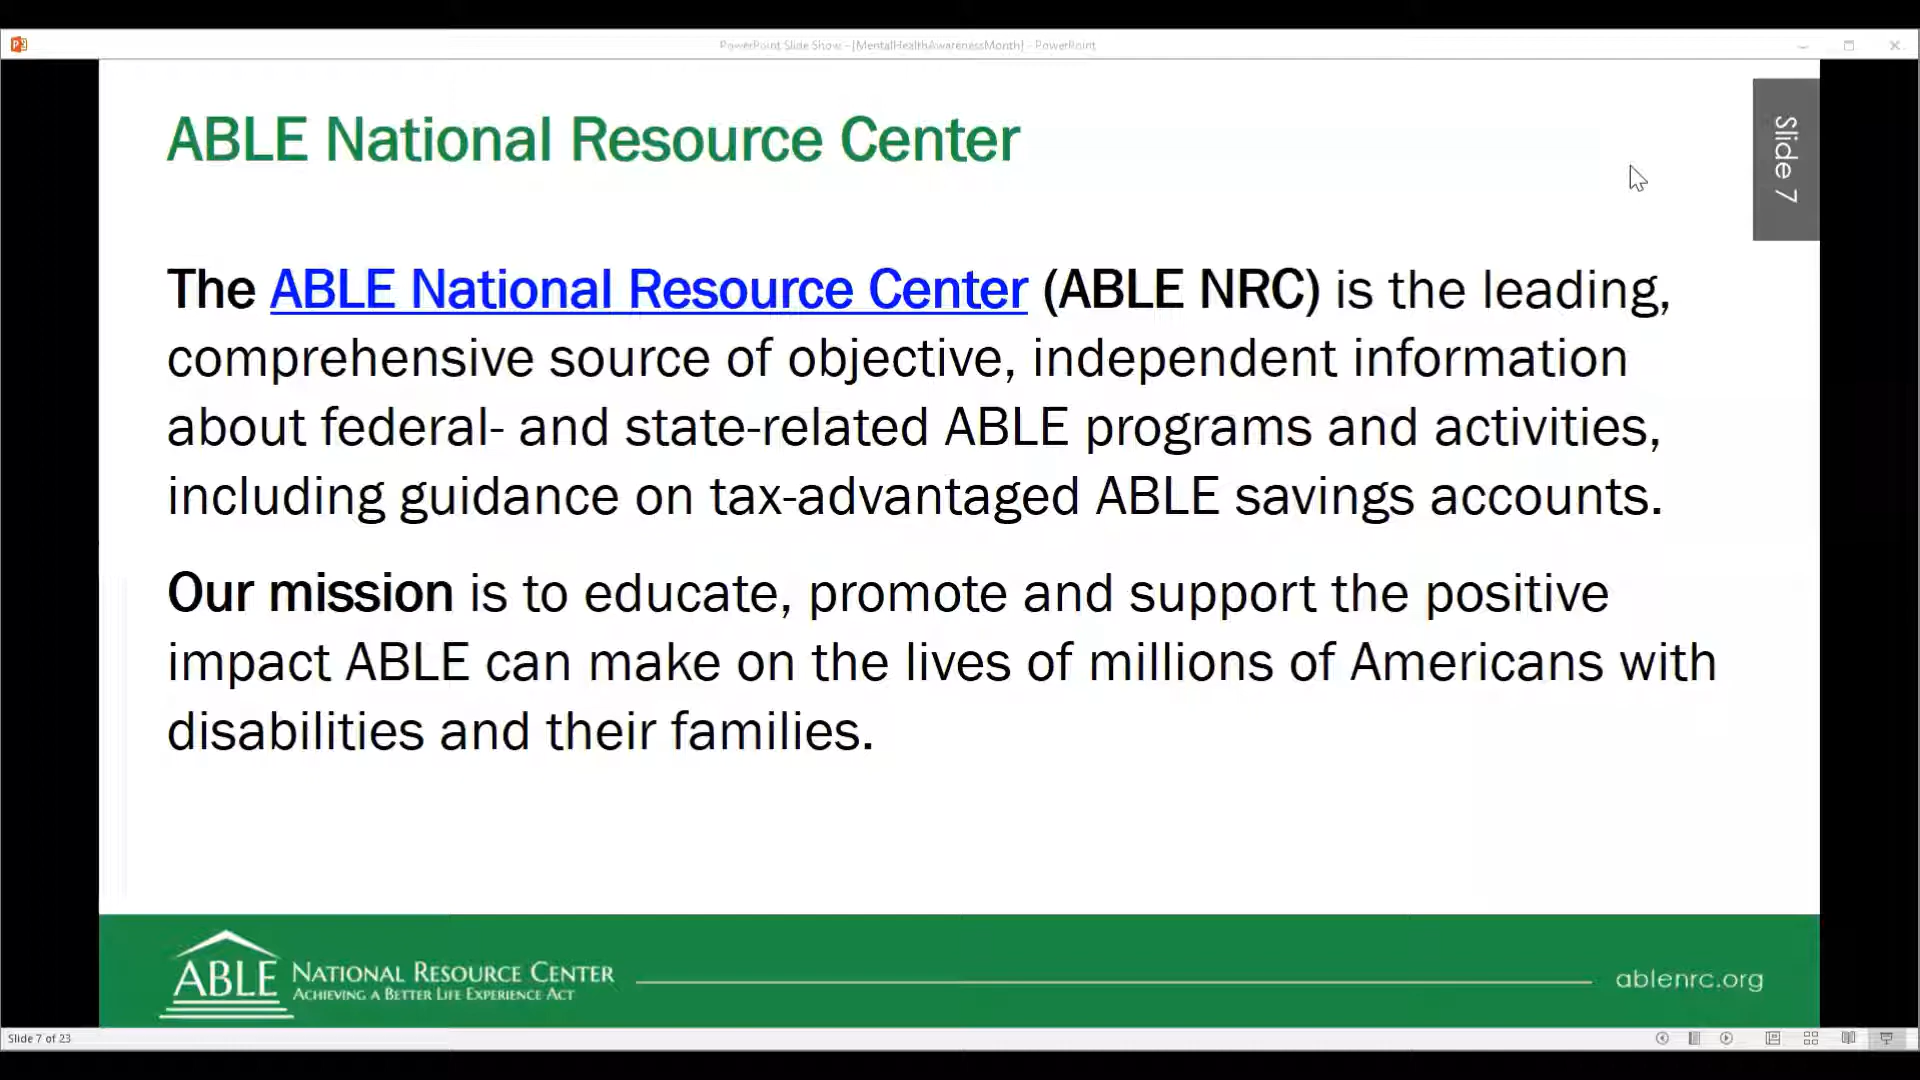 PowerPoint Slide Show - [MentalHealthAwarenessMonth] - PowerPoint
ABLE National Resource Center
Slide 7
The ABLE National Resource Center (ABLE NRC) is the leading,
comprehensive source of objective, independent information
about federal- and state-related ABLE programs and activities,
including guidance on tax-advantaged ABLE savings accounts.
Our mission is to educate, promote and support the positive
impact ABLE can make on the lives of millions of Americans with
disabilities and their families.
ABLE NATIONAL RESOURCE CENTER
ACHIEVING A BETTER LIFE EXPERIENCE ACT
ablenrc.org
Slide 7 of 23